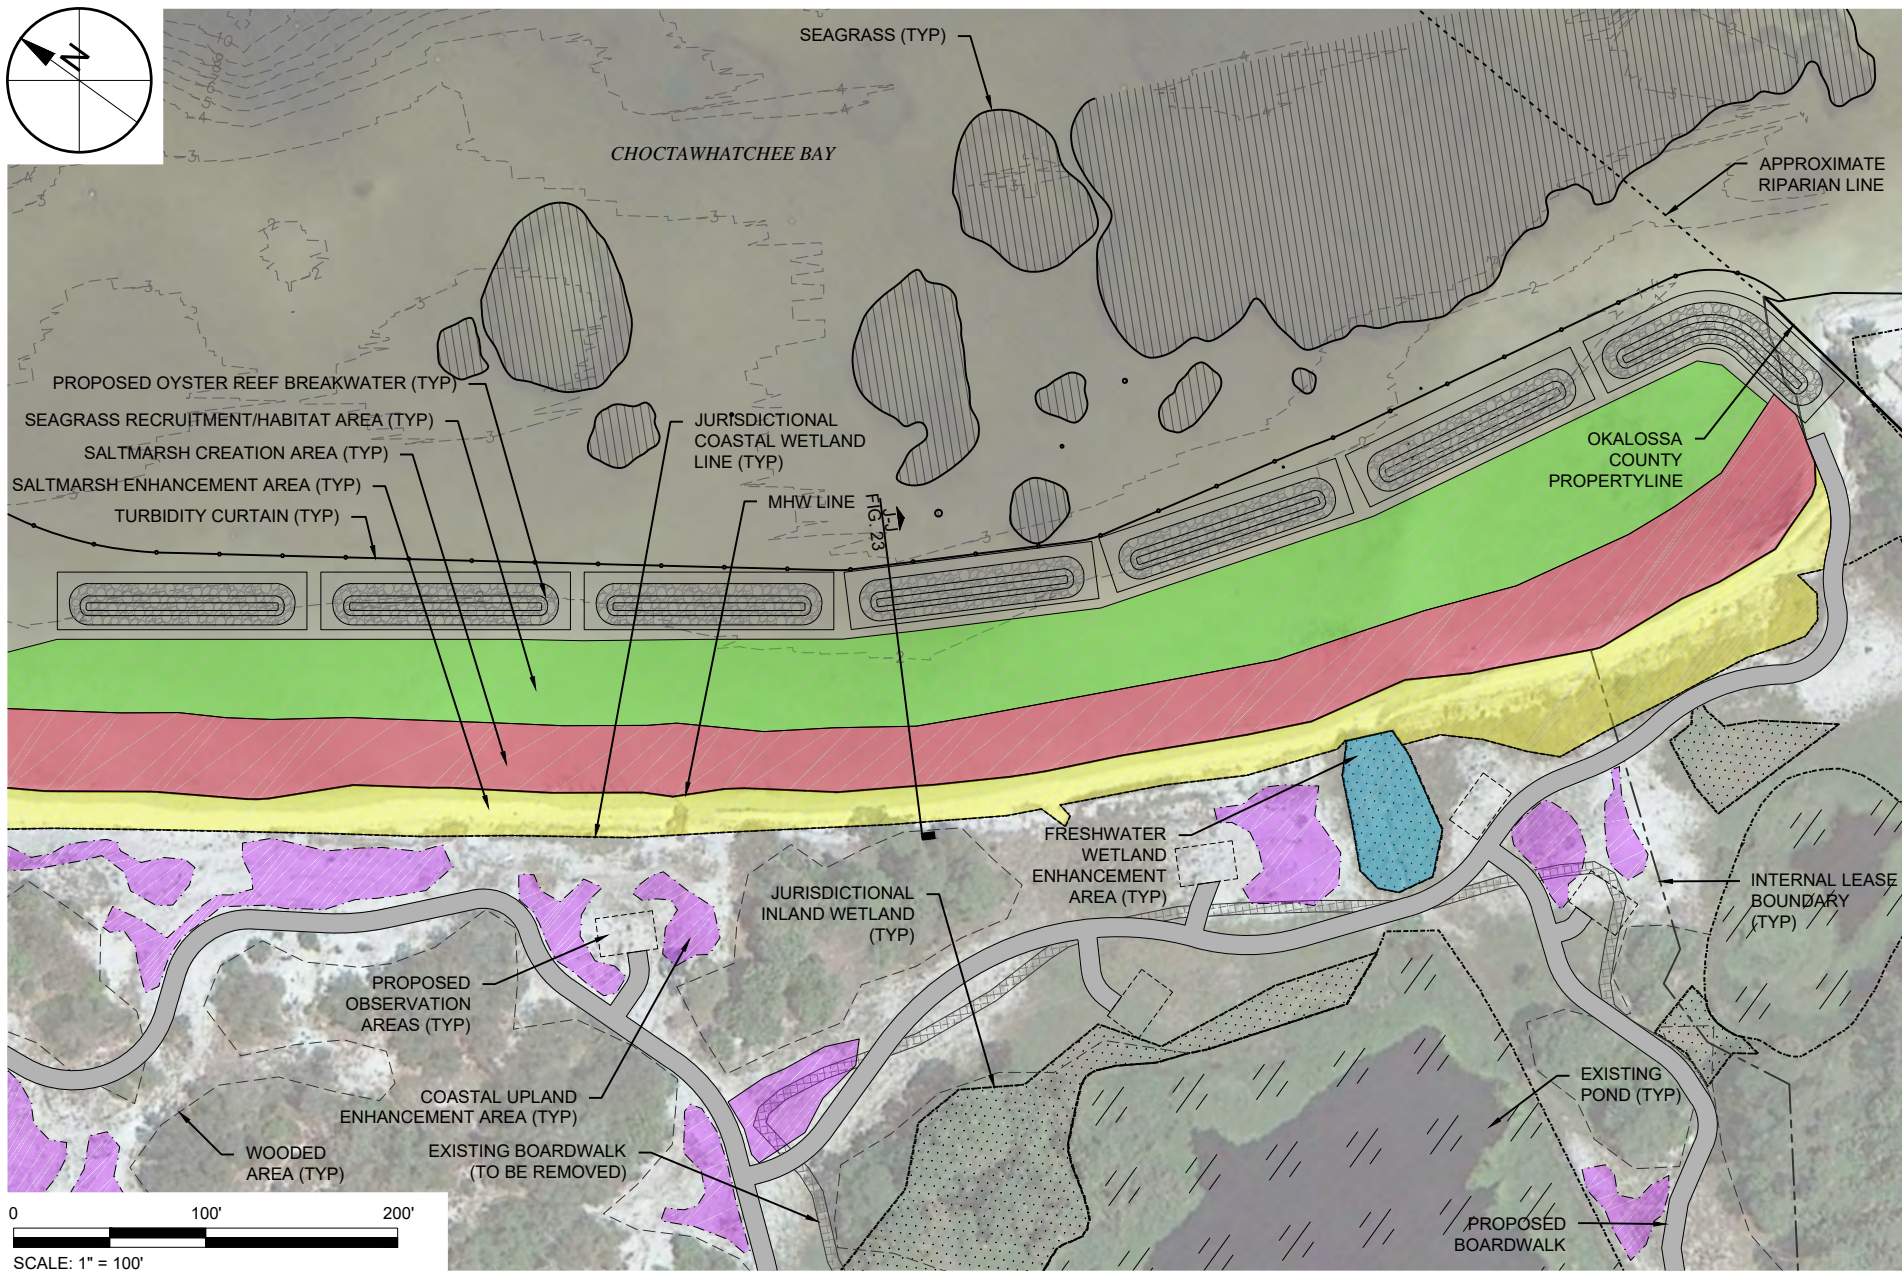 N
SEAGRASS (TYP)
CHOCTAWHATCHEE BAY
APPROXIMATE
RIPARIAN LINE
PROPOSED OYSTER REEF BREAKWATER (TYP)
SEAGRASS RECRUITMENT/HABITAT AREA (TYP)
SALTMARSH CREATION AREA (TYP)
SALTMARSH ENHANCEMENT AREA (TYP)
TURBIDITY CURTAIN (TYP)
JURISDICTIONAL
COASTAL WETLAND
LINE (TYP)
MHW LINE
J-J
FIG. 23
OKALOSSA
COUNTY
PROPERTYLINE
FRESHWATER
WETLAND
ENHANCEMENT
AREA (TYP)
JURISDICTIONAL
INLAND WETLAND
(TYP)
INTERNAL LEASE
BOUNDARY
(TYP)
PROPOSED
OBSERVATION
AREAS (TYP)
COASTAL UPLAND
ENHANCEMENT AREA (TYP)
EXISTING
POND (TYP)
WOODED
AREA (TYP)
EXISTING BOARDWALK
(TO BE REMOVED)
PROPOSED
BOARDWALK
0 100' 200'
SCALE: 1" = 100'